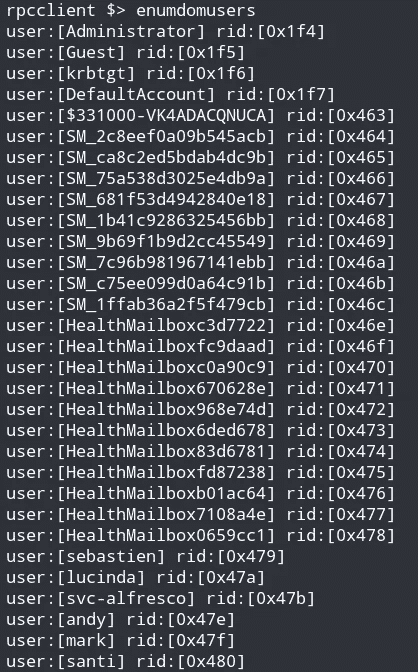 rpcclient $> enumdomusers
user:[Administrator] rid:[0x1f4]
user:[Guest] rid:[0x1f5]
user:[krbtgt] rid:[0x1f6]
user:[DefaultAccount] rid:[0x1f7]
user:[$331000-VK4ADACQNUCA] rid:[0x463]
user:[SM_2c8eef0a09b545acb] rid:[0x464]
user:[SM_ca8c2ed5bdab4dc9b] rid:[0x465]
user:[SM_75a538d3025e4db9a] rid:[0x466]
user:[SM_681f53d4942840e18] rid:[0x467]
user:[SM_1b41c9286325456bb] rid:[0x468]
user:[SM_9b69f1b9d2cc45549] rid:[0x469]
user:[SM_7c96b981967141ebb] rid:[0x46a]
user:[SM_c75ee099d0a64c91b] rid:[0x46b]
user:[SM_1ffab36a2f5f479cb] rid:[0x46c]
user:[HealthMailboxc3d7722] rid:[0x46e]
user:[HealthMailboxfc9daad] rid:[0x46f]
user:[HealthMailboxc0a90c9] rid:[0x470]
user:[HealthMailbox670628e] rid:[0x471]
user:[HealthMailbox968e74d] rid:[0x472]
user:[HealthMailbox6ded678] rid:[0x473]
user:[HealthMailbox83d6781] rid:[0x474]
user:[HealthMailboxfd87238] rid:[0x475]
user:[HealthMailboxb01ac64] rid:[0x476]
user:[HealthMailbox7108a4e] rid:[0x477]
user:[HealthMailbox0659cc1] rid:[0x478]
user:[sebastien] rid:[0x479]
user:[lucinda] rid:[0x47a]
user:[svc-alfresco] rid:[0x47b]
user:[andy] rid:[0x47e]
user:[mark] rid:[0x47f]
user:[santi] rid:[0x480]